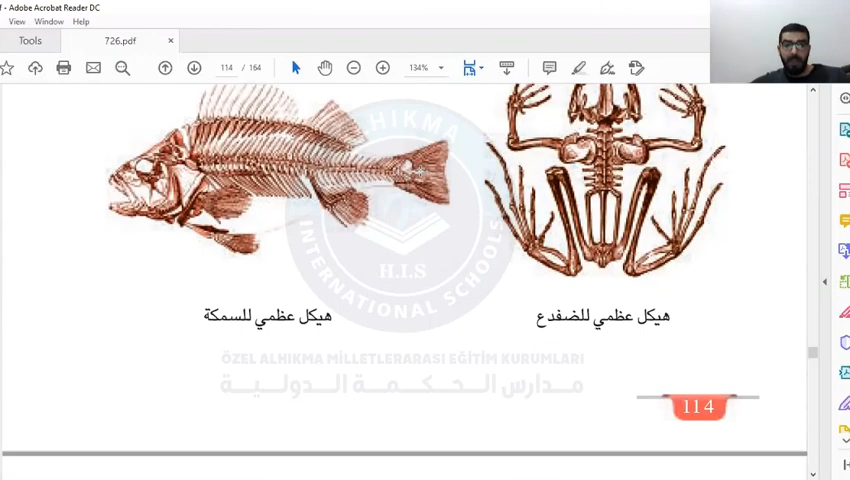 f - Adobe Acrobat Reader DC
View Window Help
Tools
726.pdf
114 / 164
134%
HIKMA
INTERNATIONAL SCHOOLS
H.I.S
هيكل عظمي للسمكة
هيكل عظمي للضفدع
ÖZEL ALHIKMA MİLLETLERARASI EĞİTİM KURUMLARI
مدارس الحكمة الدولية
114